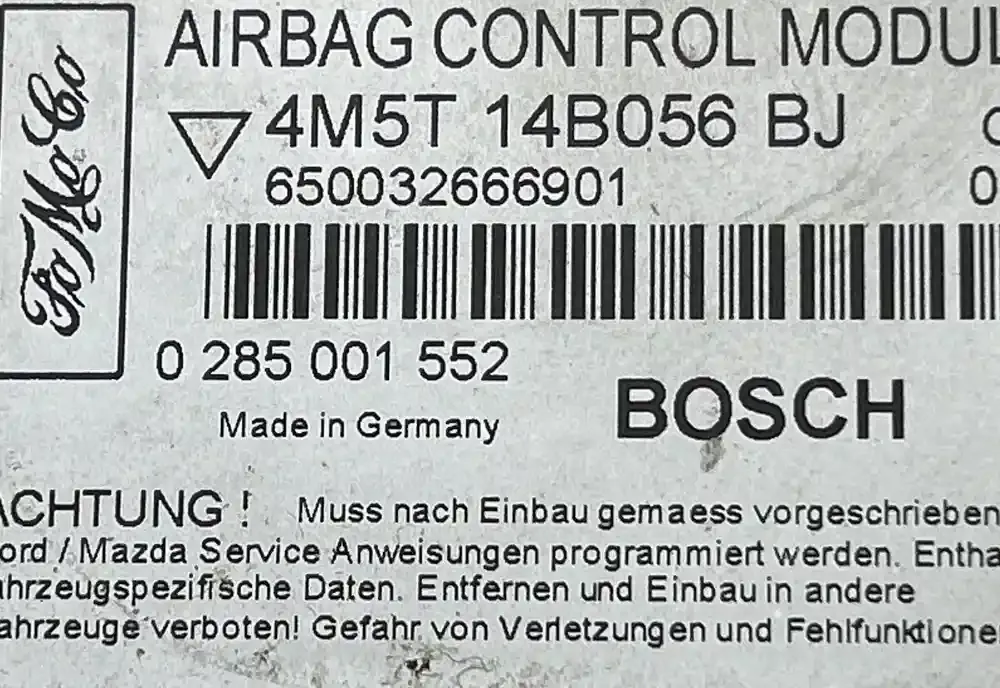 FoMoCo
AIRBAG CONTROL MODUL
4M5T 14B056 BJ
650032666901 0
0 285 001 552
Made in Germany
BOSCH
ACHTUNG ! Muss nach Einbau gemaess vorgeschrieben
ord / Mazda Service Anweisungen programmiert werden. Entha
ahrzeugspezifische Daten. Entfernen und Einbau in andere
ahrzeuge verboten! Gefahr von Verletzungen und Fehlfunktione